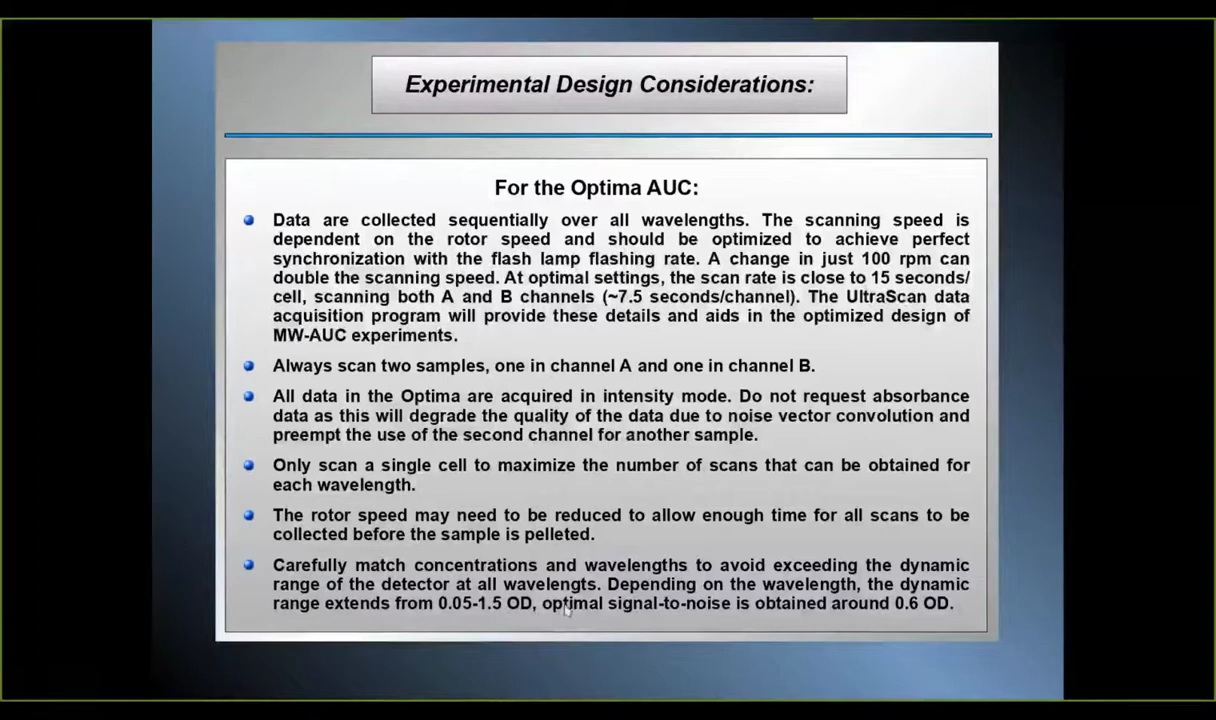 Experimental Design Considerations:
For the Optima AUC:
Data are collected sequentially over all wavelengths. The scanning speed is
dependent on the rotor speed and should be optimized to achieve perfect
synchronization with the flash lamp flashing rate. A change in just 100 rpm can
double the scanning speed. At optimal settings, the scan rate is close to 15 seconds/
cell, scanning both A and B channels (~7.5 seconds/channel). The UltraScan data
acquisition program will provide these details and aids in the optimized design of
MW-AUC experiments.
Always scan two samples, one in channel A and one in channel B.
All data in the Optima are acquired in intensity mode. Do not request absorbance
data as this will degrade the quality of the data due to noise vector convolution and
preempt the use of the second channel for another sample.
Only scan a single cell to maximize the number of scans that can be obtained for
each wavelength.
The rotor speed may need to be reduced to allow enough time for all scans to be
collected before the sample is pelleted.
Carefully match concentrations and wavelengths to avoid exceeding the dynamic
range of the detector at all wavelengts. Depending on the wavelength, the dynamic
range extends from 0.05-1.5 OD, optimal signal-to-noise is obtained around 0.6 OD.